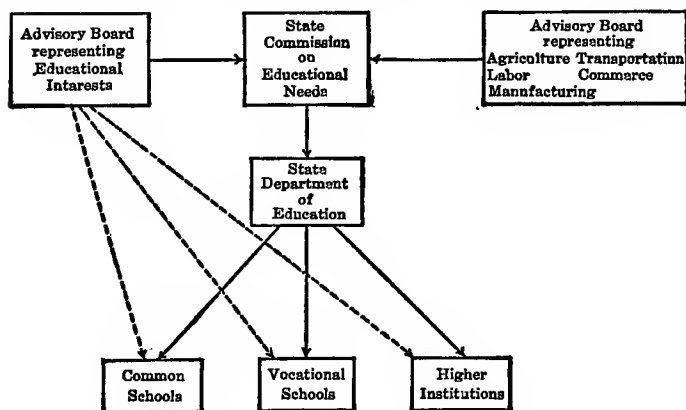 Advisory Board
representing
Educational
Intarests
State
Commission
on
Educational
Needs
Advisory Board
representing
Agriculture Transportation
Labor Commerce
Manufacturing
State
Department
of
Education
Common
Schools
Vocational
Schools
Higher
Institutions